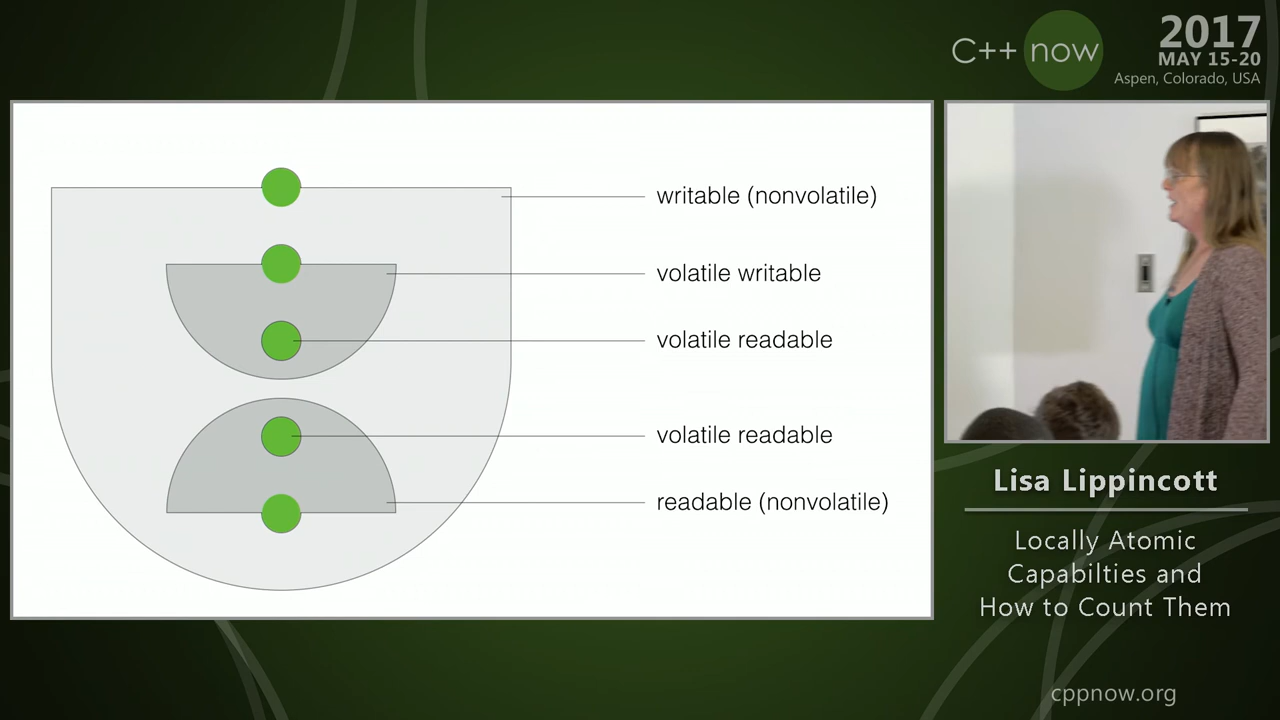 C++ now
2017
MAY 15-20
Aspen, Colorado, USA
writable (nonvolatile)
volatile writable
volatile readable
volatile readable
readable (nonvolatile)
Lisa Lippincott
Locally Atomic
Capabilties and
How to Count Them
cppnow.org